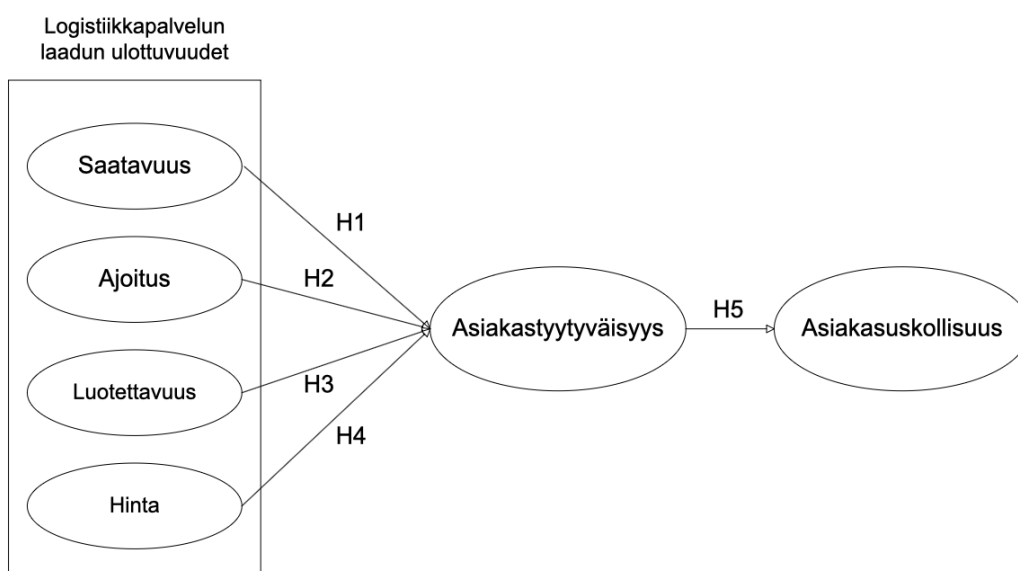 Logistiikkapalvelun
laadun ulottuvuudet
Saatavuus
H1
Ajoitus
H2
Asiakastyytyväisyys
H5
Asiakasuskollisuus
Luotettavuus
H3
H4
Hinta